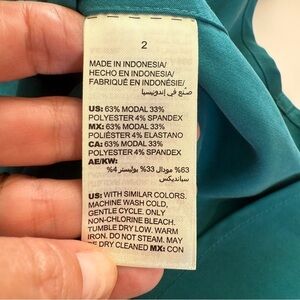 2
MADE IN INDONESIA/
HECHO EN INDONESIA/
FABRIQUÉ EN INDONÉSIE/
صنع في إندونيسيا
US: 63% MODAL 33%
POLYESTER 4% SPANDEX
MX: 63% MODAL 33%
POLIÉSTER 4% ELASTANO
CA: 63% MODAL 33%
POLYESTER 4% SPANDEX
AE/KW:
63% مودال 33% بوليستر 4%
سباندیکس
US: WITH SIMILAR COLORS.
MACHINE WASH COLD,
GENTLE CYCLE. ONLY
NON-CHLORINE BLEACH.
TUMBLE DRY LOW. WARM
IRON. DO NOT STEAM. MAY
BE DRY CLEANED MX: CON